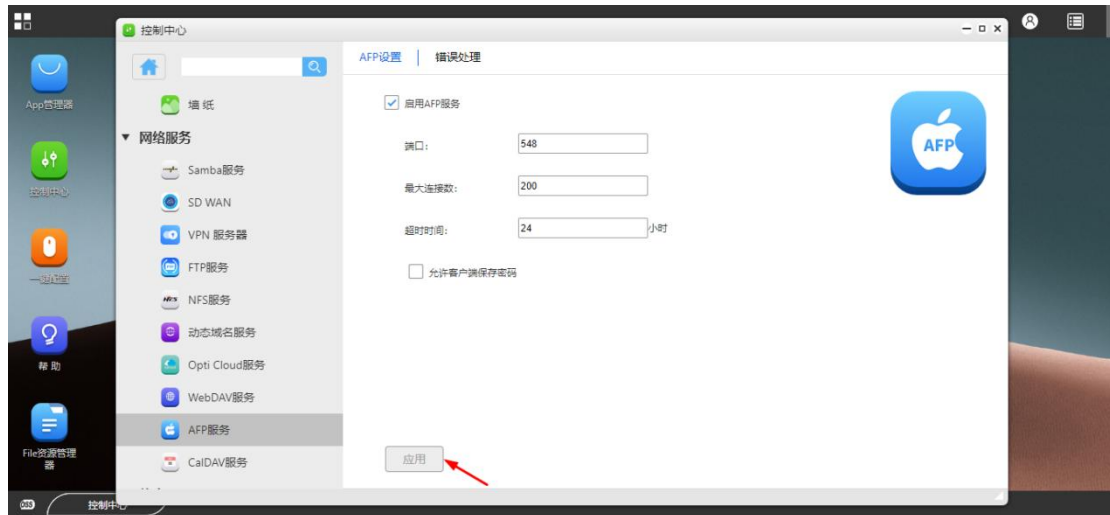 控制中心
App管理器
控制中心
一键配置
帮助
File资源管理
器
墙纸
网络服务
Samba服务
SD WAN
VPN 服务器
FTP服务
NFS服务
动态域名服务
Opti Cloud服务
WebDAV服务
AFP服务
CalDAV服务
AFP设置
错误处理
启用AFP服务
端口:
548
最大连接数:
200
超时时间:
24
小时
允许客户端保存密码
AFP
应用
控制中心